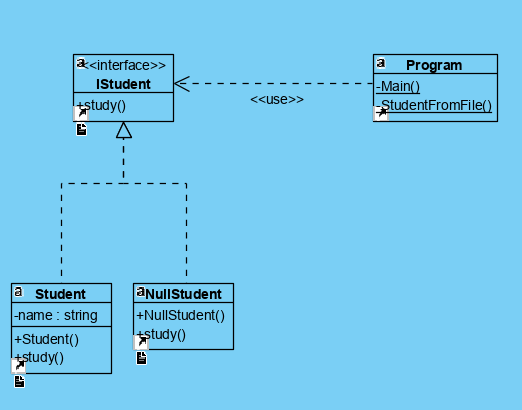 <<interface>>
IStudent
+study()
Program
-Main()
-StudentFromFile()
<<use>>
Student
-name : string
+Student()
+study()
NullStudent
+NullStudent()
+study()